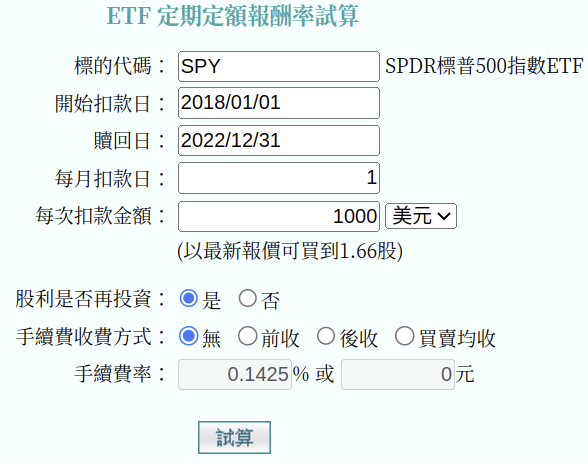 ETF 定期定額報酬率試算
標的代碼： SPY SPDR標普500指數ETF
開始扣款日： 2018/01/01
贖回日： 2022/12/31
每月扣款日： 1
每次扣款金額： 1000 美元
(以最新報價可買到1.66股)
股利是否再投資： 是 否
手續費收費方式： 無 前收 後收 買賣均收
手續費率： 0.1425% 或 0元
試算